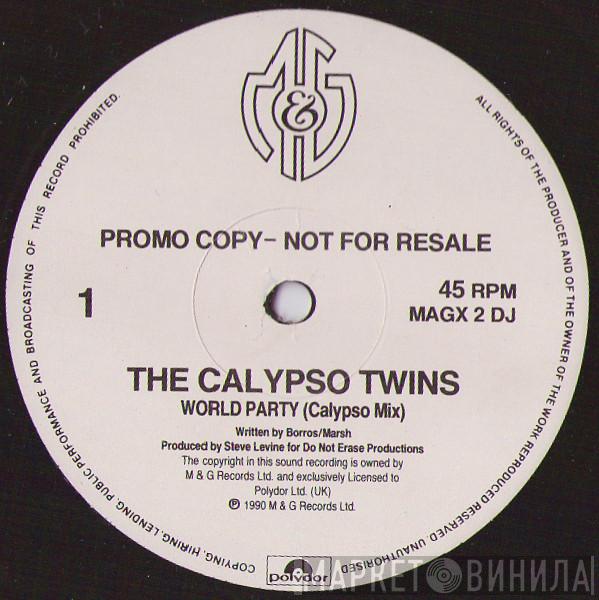 M&G
PROMO COPY – NOT FOR RESALE
1
45 RPM
MAGX 2 DJ
THE CALYPSO TWINS
WORLD PARTY (Calypso Mix)
Written by Borros/Marsh
Produced by Steve Levine for Do Not Erase Productions
The copyright in this sound recording is owned by
M & G Records Ltd. and exclusively Licensed to
Polydor Ltd. (UK)
℗ 1990 M & G Records Ltd.
polydor
ALL RIGHTS OF THE PRODUCER AND OF THE OWNER OF THE WORK REPRODUCED RESERVED. UNAUTHORISED COPYING, HIRING, LENDING, PUBLIC PERFORMANCE AND BROADCASTING OF THIS RECORD PROHIBITED.
МАРКЕТ ВИНИЛА